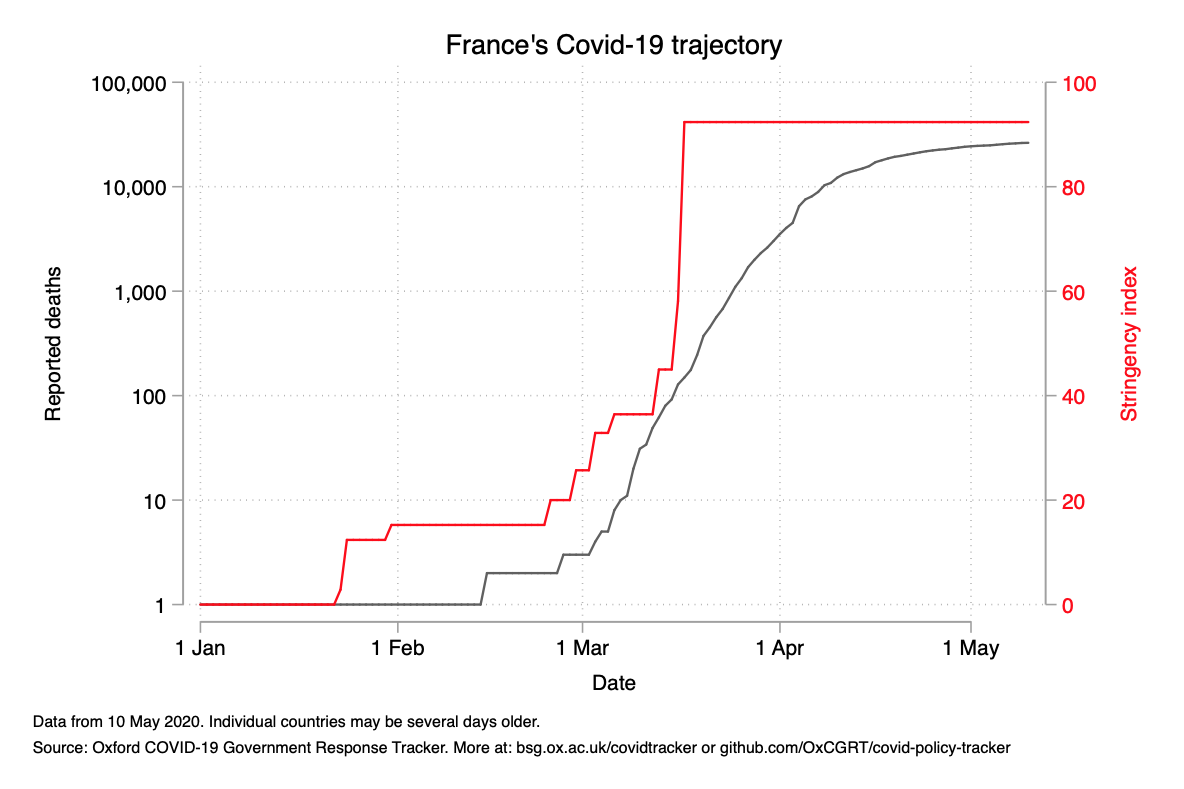 France's Covid-19 trajectory
100,000
10,000
1,000
100
10
1
Reported deaths
100
80
60
40
20
0
Stringency index
1 Jan
1 Feb
1 Mar
1 Apr
1 May
Date
Data from 10 May 2020. Individual countries may be several days older.
Source: Oxford COVID-19 Government Response Tracker. More at: bsg.ox.ac.uk/covidtracker or github.com/OxCGRT/covid-policy-tracker